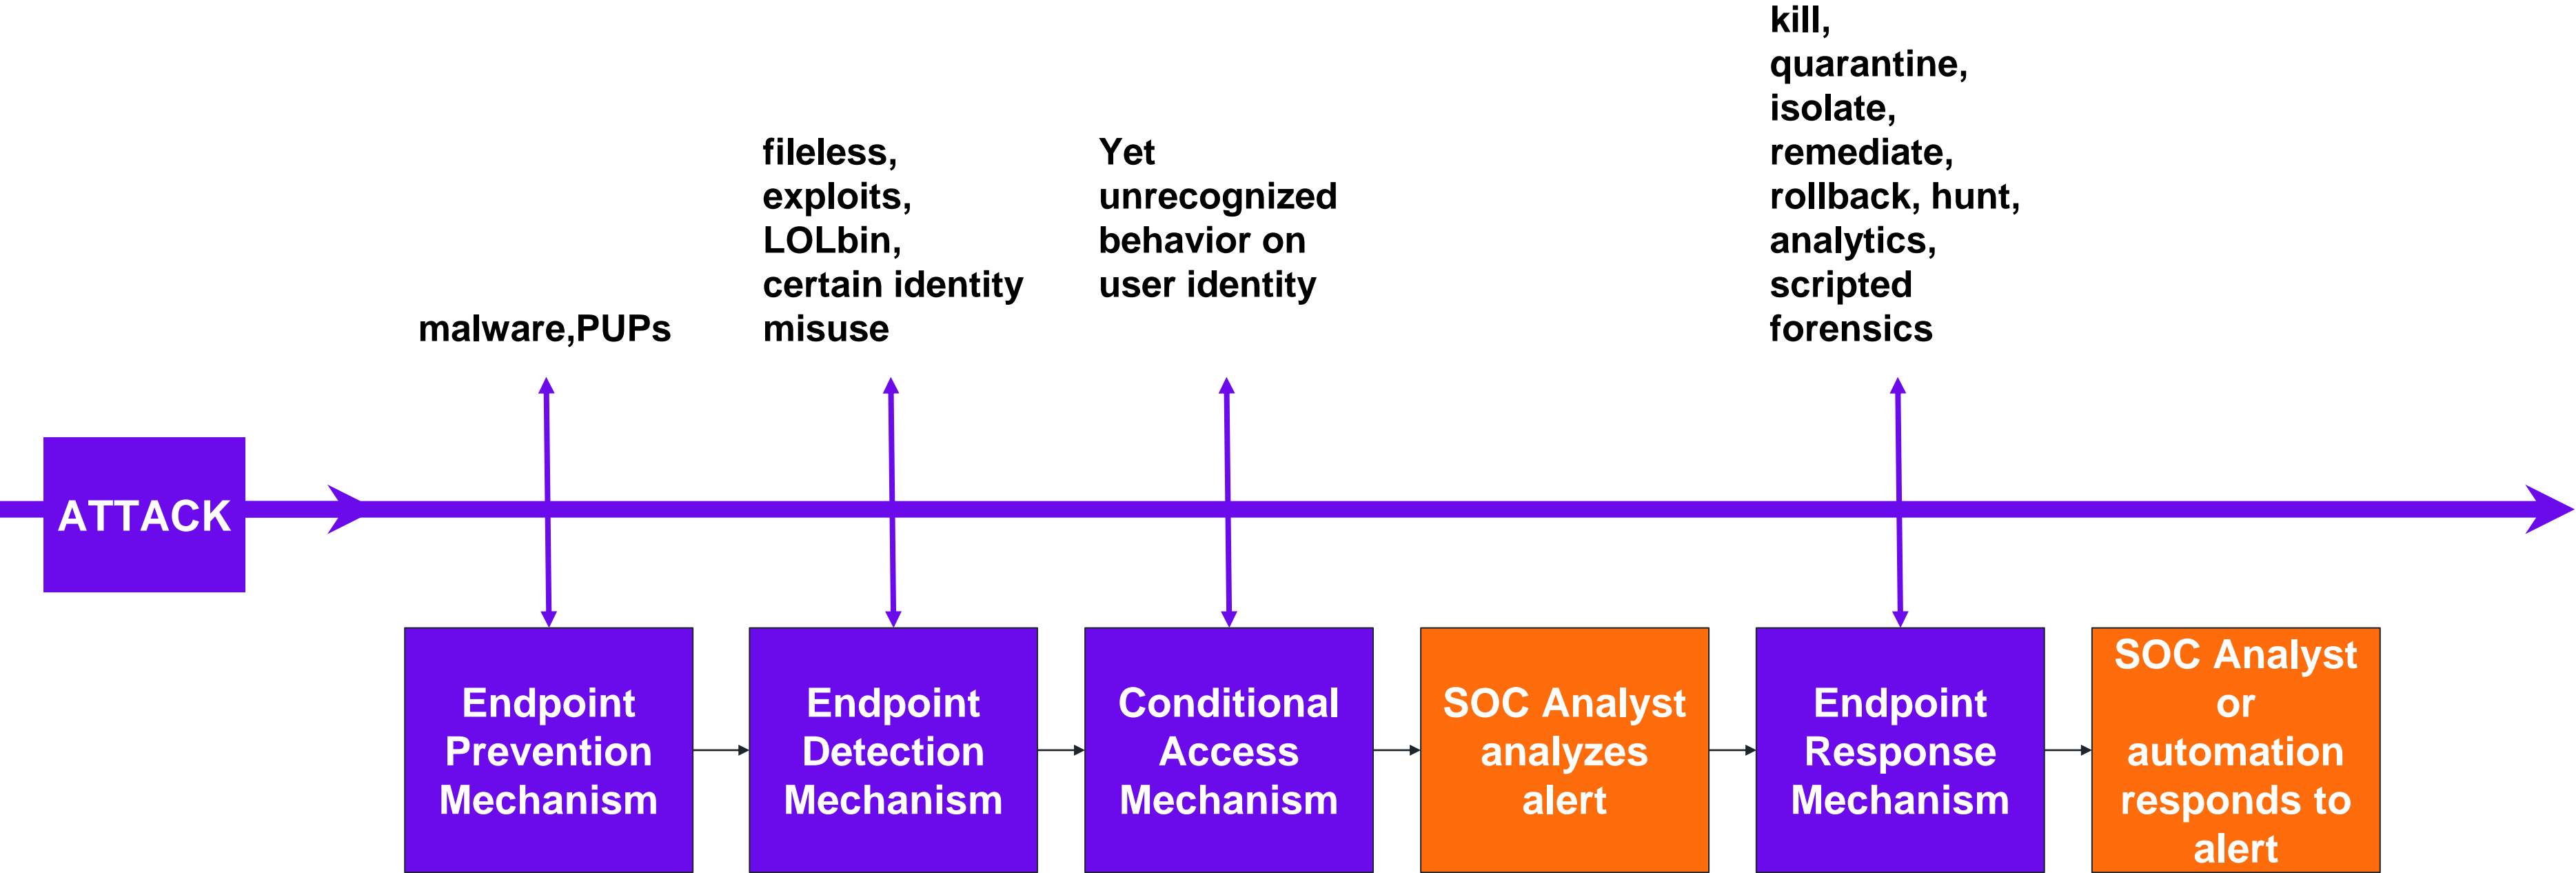 kill,
quarantine,
isolate,
remediate,
rollback, hunt,
analytics,
scripted
forensics
fileless,
exploits,
LOLbin,
certain identity
misuse
Yet
unrecognized
behavior on
user identity
malware,PUPs
ATTACK
Endpoint
Prevention
Mechanism
Endpoint
Detection
Mechanism
Conditional
Access
Mechanism
SOC Analyst
analyzes
alert
Endpoint
Response
Mechanism
SOC Analyst
or
automation
responds to
alert